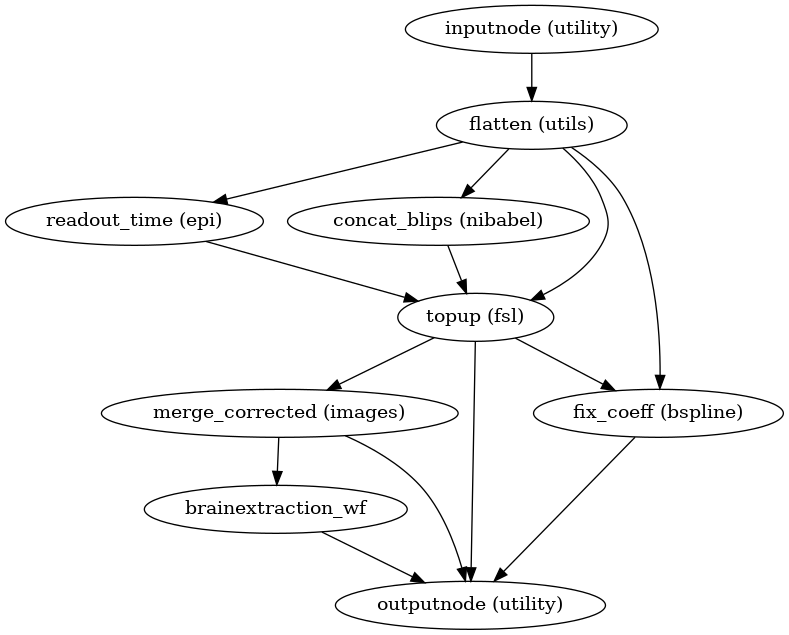 inputnode (utility)
flatten (utils)
readout_time (epi)
concat_blips (nibabel)
topup (fsl)
merge_corrected (images)
fix_coeff (bspline)
brainextraction_wf
outputnode (utility)